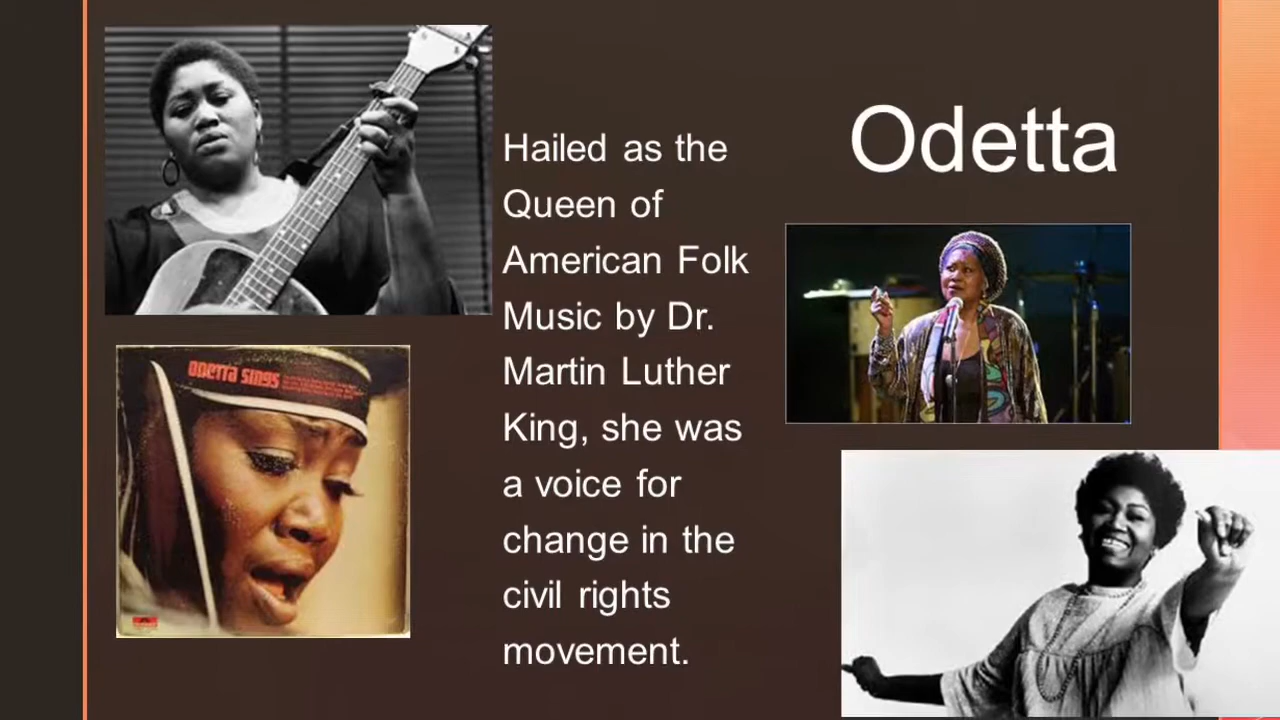 Odetta
Hailed as the
Queen of
American Folk
Music by Dr.
Martin Luther
King, she was
a voice for
change in the
civil rights
movement.
ODETTA SINGS